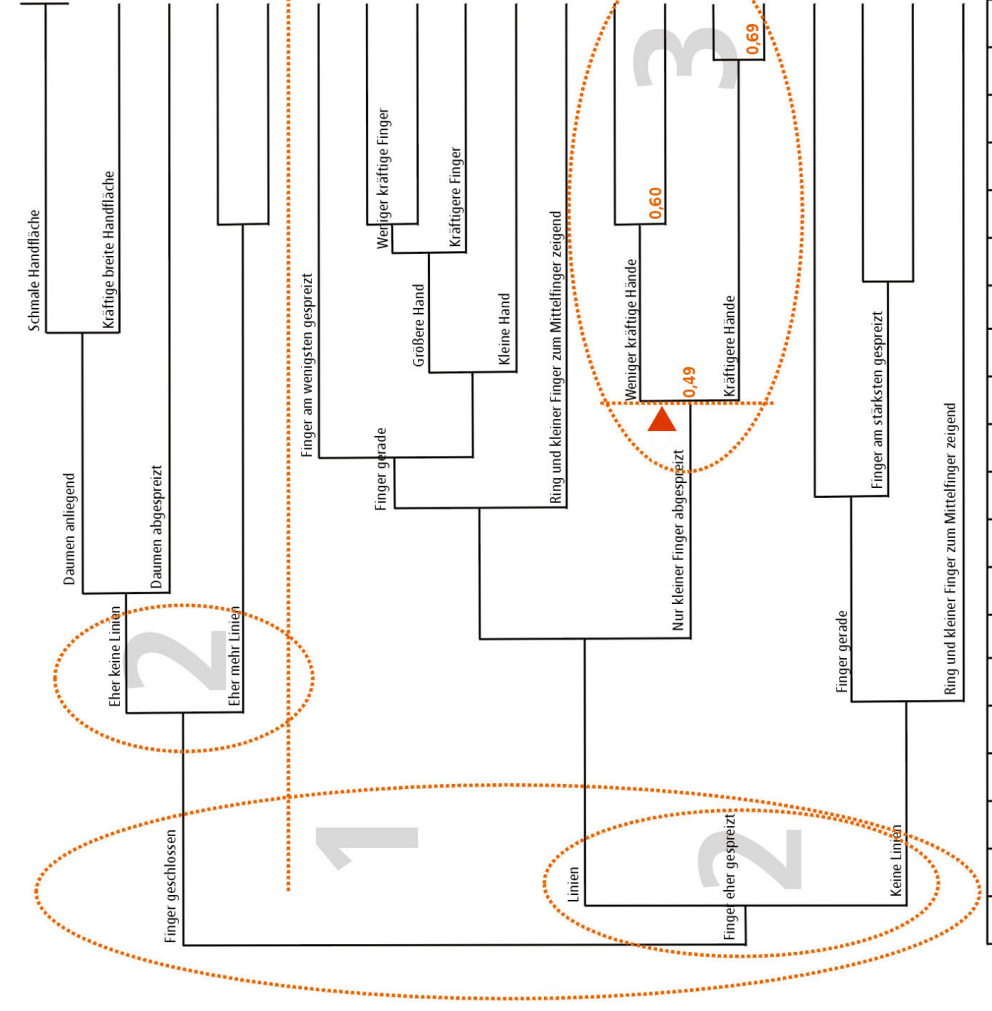 Schmale Handfläche
Kräftige breite Handfläche
Daumen anliegend
Daumen abgespreizt
Eher keine Linien
Eher mehr Linien
2
Finger geschlossen
1
Finger am wenigsten gespreizt
Weniger kräftige Finger
Kräftigere Finger
Größere Hand
Kleine Hand
Finger gerade
Ring und kleiner Finger zum Mittelfinger zeigend
3
0,69
0,60
Weniger kräftige Hände
0,49
Kräftigere Hände
Nur kleiner Finger abgespreizt
Linien
2
Finger eher gespreizt
Keine Linien
Finger am stärksten gespreizt
Finger gerade
Ring und kleiner Finger zum Mittelfinger zeigend